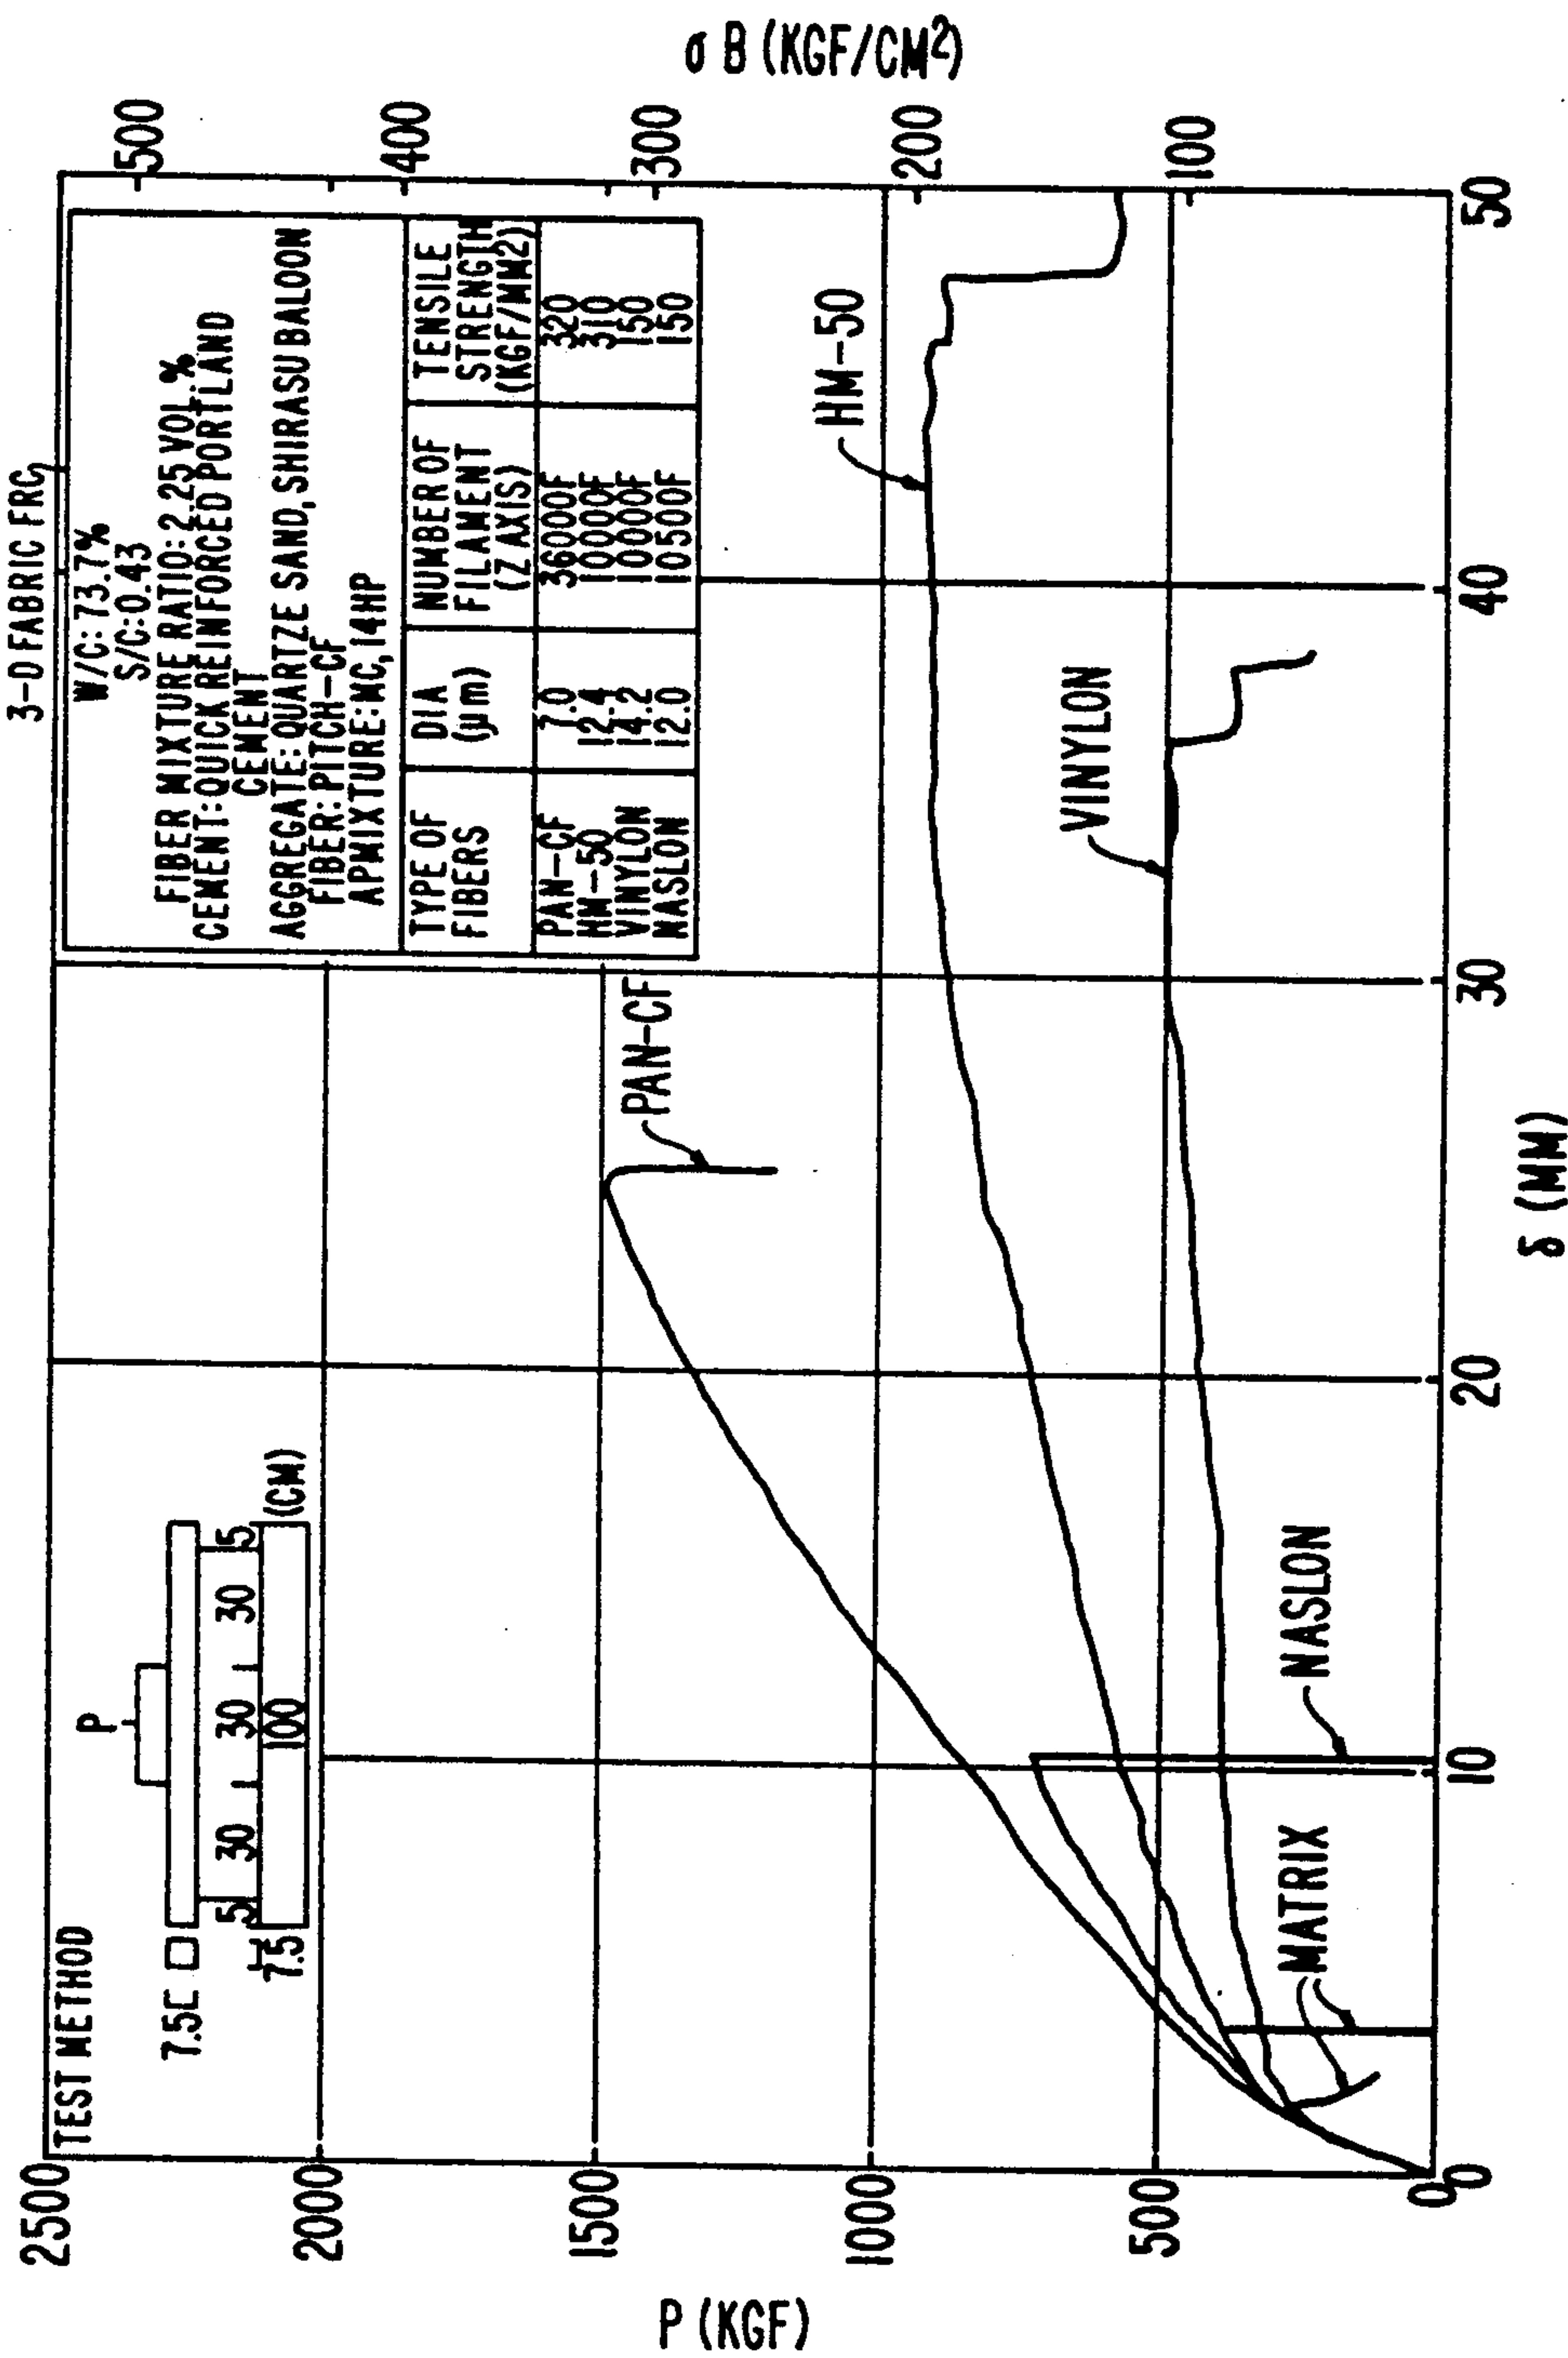 3-D FABRIC FRC
TEST METHOD
P
7.5
5 30 30 30 5
7.5 100 (CM)
W/C: 73.7%
S/C: 0.43
FIBER MIXTURE RATIO: 2.25 VOL. %
CEMENT: QUICK REINFORCED PORTLAND
CEMENT
AGGREGATE: QUARTZE SAND, SHIRASU BALOON
FIBER: PITCH-CF
APMIXTURE: MC, 14HP
TYPE OF FIBERS
DIA (μm)
NUMBER OF FILAMENT (Z AXIS)
TENSILE STRENGTH (KGF/MM2)
PAN-CF 7.0 36000F 320
HM-50 12.4 10000F 310
VINYLON 14.2 10000F 150
NASLON 12.0 10500F 150
P (KGF)
2500
2000
1500
1000
500
0
0 10 20 30 40 50
δ (MM)
σ B (KGF/CM2)
500
400
300
200
100
PAN-CF
HM-50
VINYLON
NASLON
MATRIX